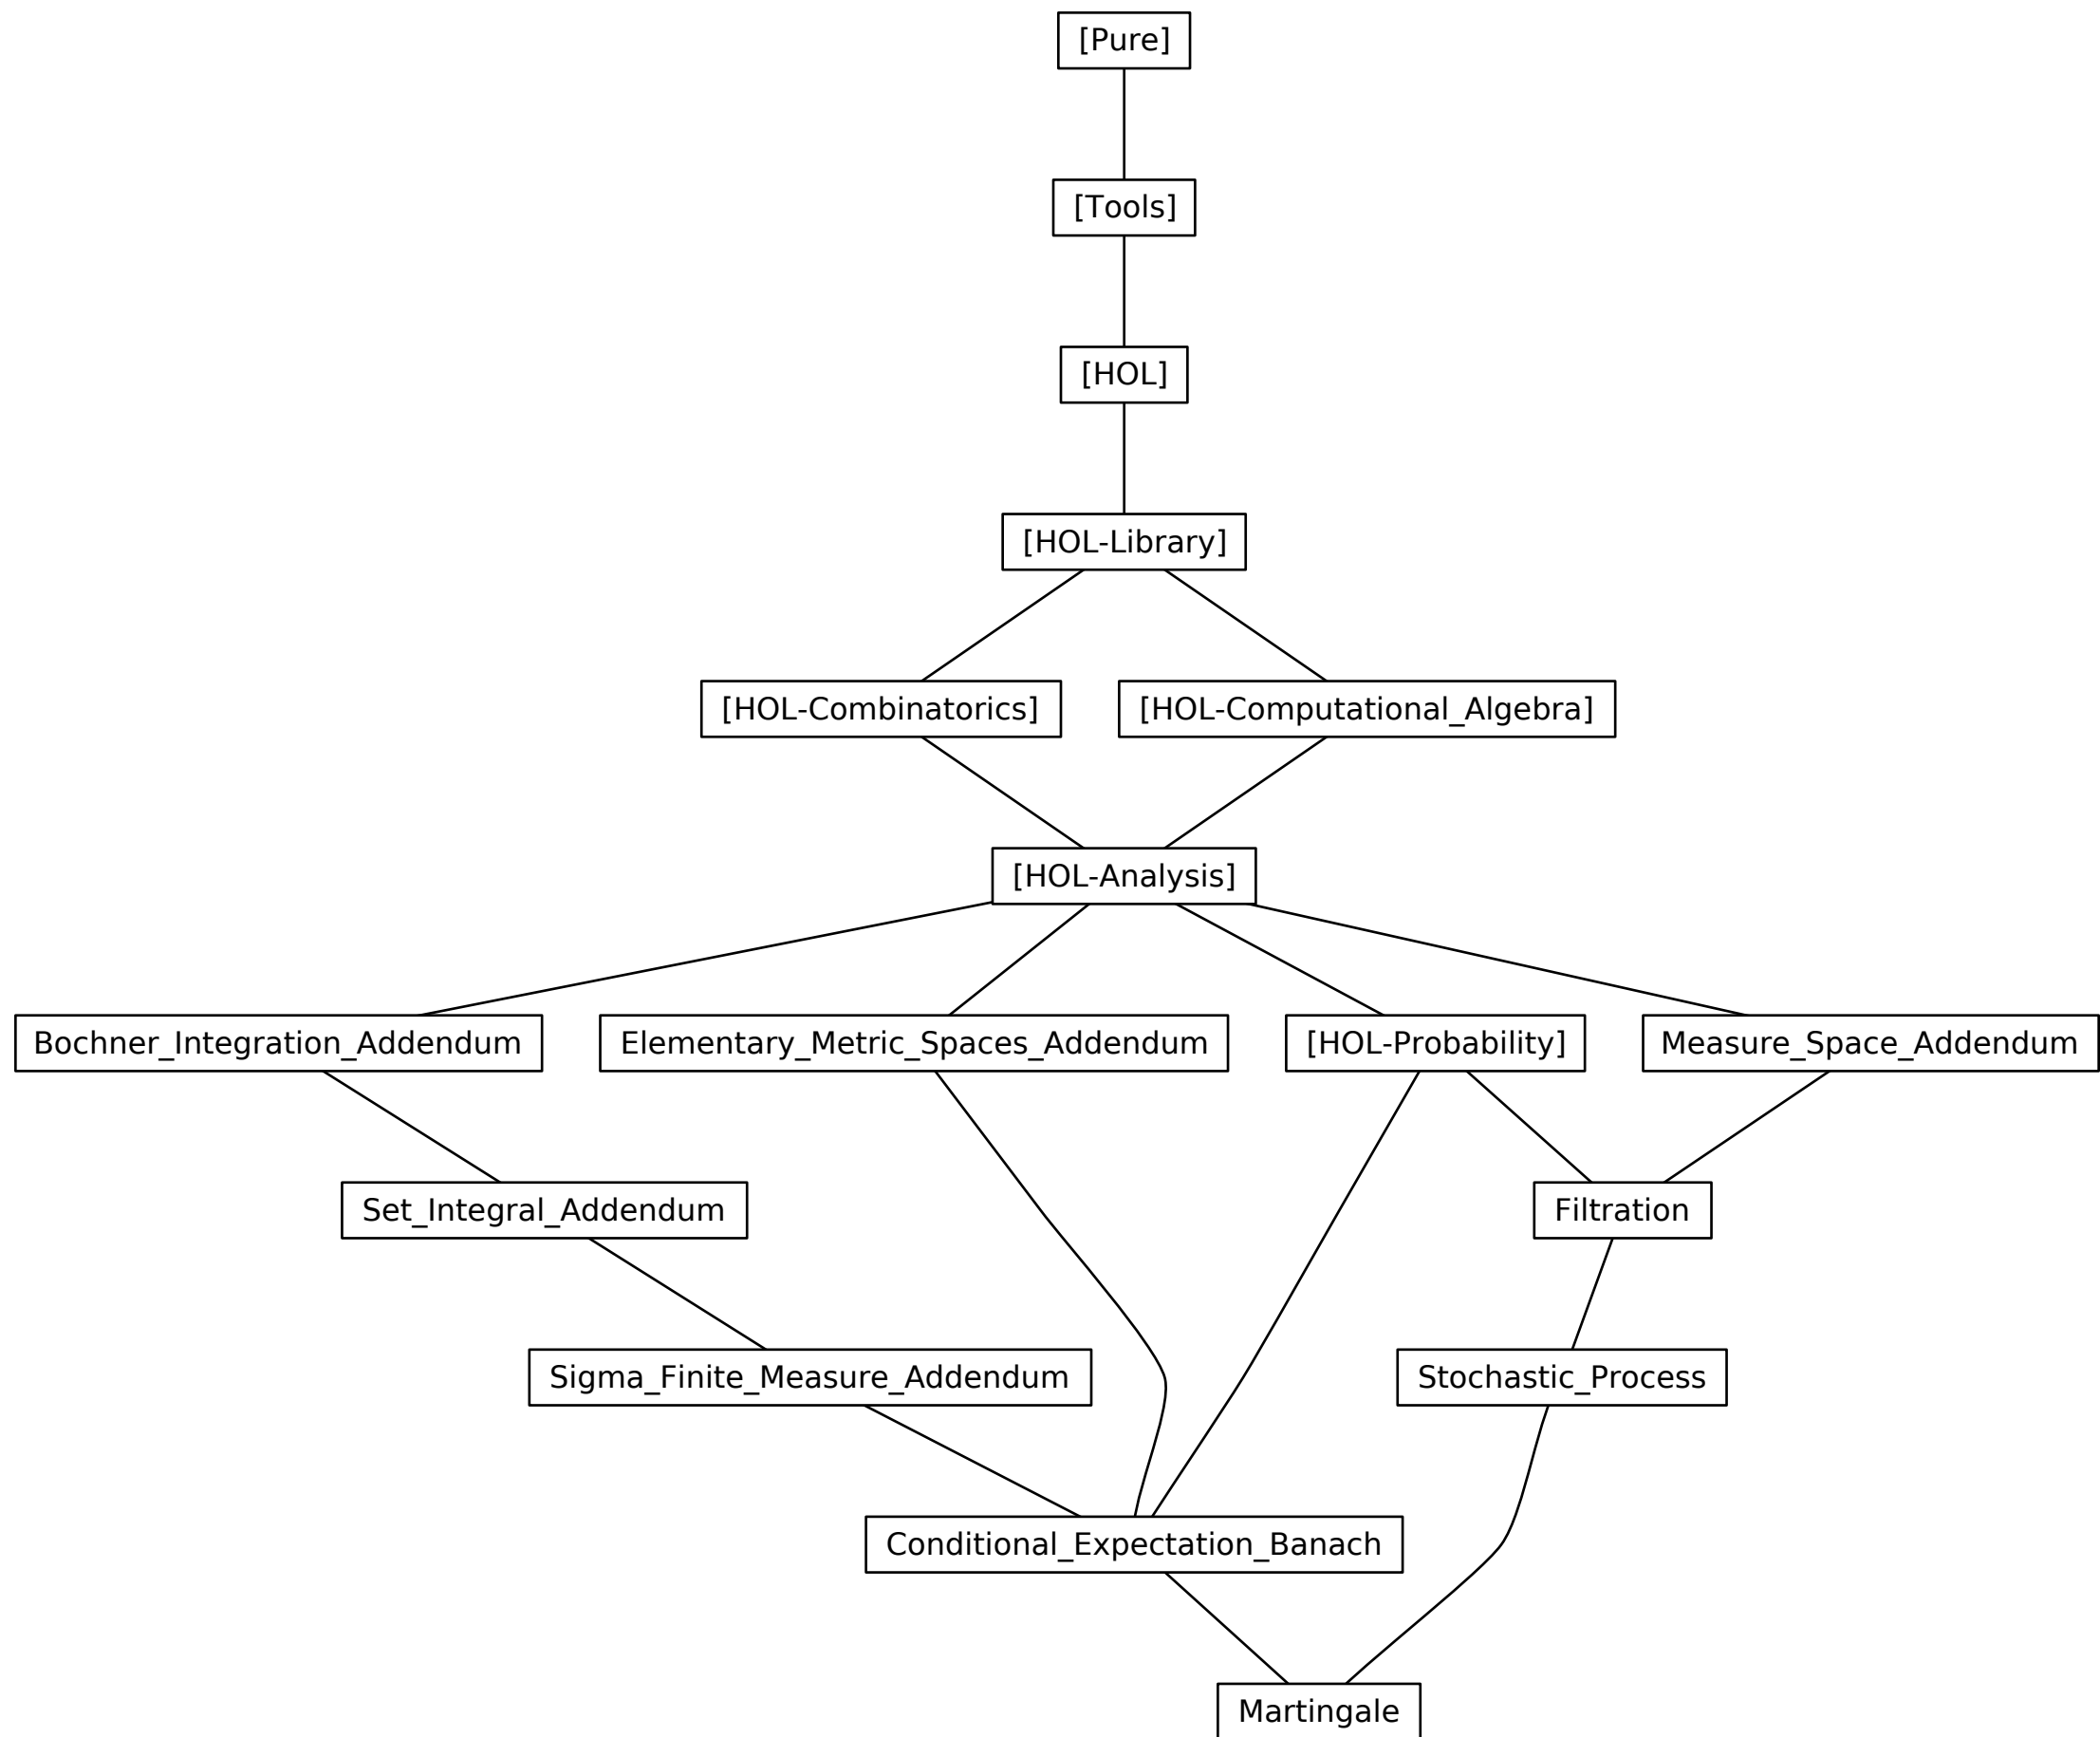 [Pure]
[Tools]
[HOL]
[HOL-Library]
[HOL-Combinatorics]
[HOL-Computational_Algebra]
[HOL-Analysis]
Bochner_Integration_Addendum
Elementary_Metric_Spaces_Addendum
[HOL-Probability]
Measure_Space_Addendum
Set_Integral_Addendum
Filtration
Sigma_Finite_Measure_Addendum
Stochastic_Process
Conditional_Expectation_Banach
Martingale